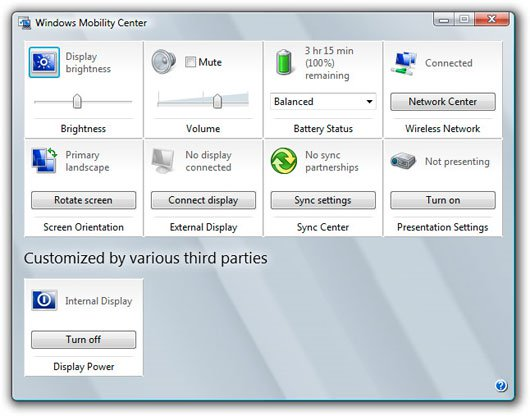 Windows Mobility Center
Display
brightness
Brightness
Mute
Volume
3 hr 15 min
(100%)
remaining
Balanced
Battery Status
Connected
Network Center
Wireless Network
Primary
landscape
Rotate screen
Screen Orientation
No display
connected
Connect display
External Display
No sync
partnerships
Sync settings
Sync Center
Not presenting
Turn on
Presentation Settings
Customized by various third parties
Internal Display
Turn off
Display Power
?